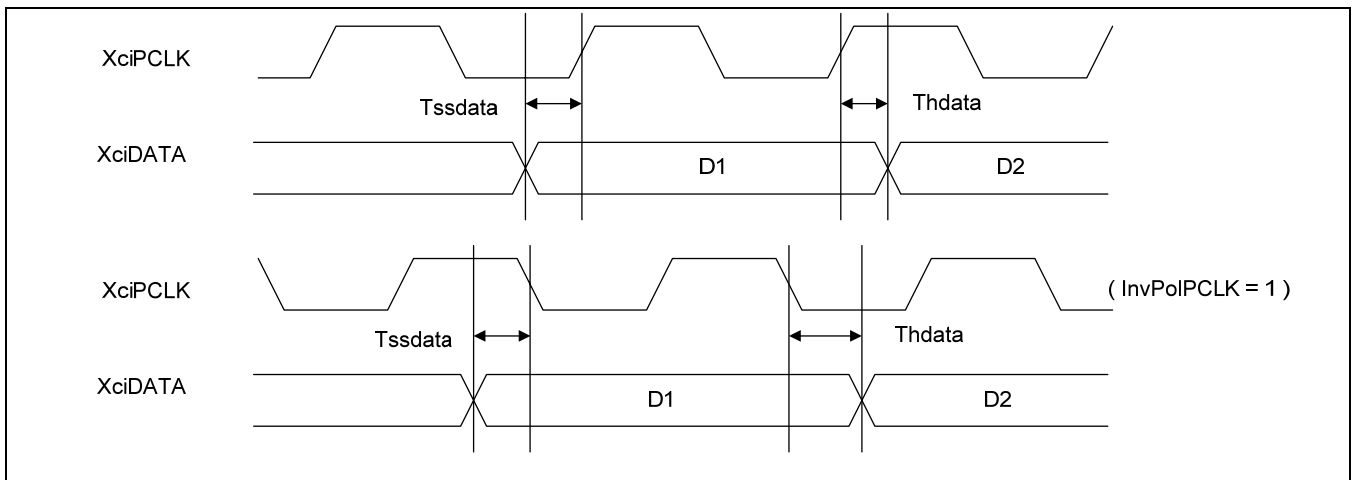 XciPCLK
Tssdata
Thdata
XciDATA
D1
D2
XciPCLK
( InvPolPCLK = 1 )
Tssdata
Thdata
XciDATA
D1
D2